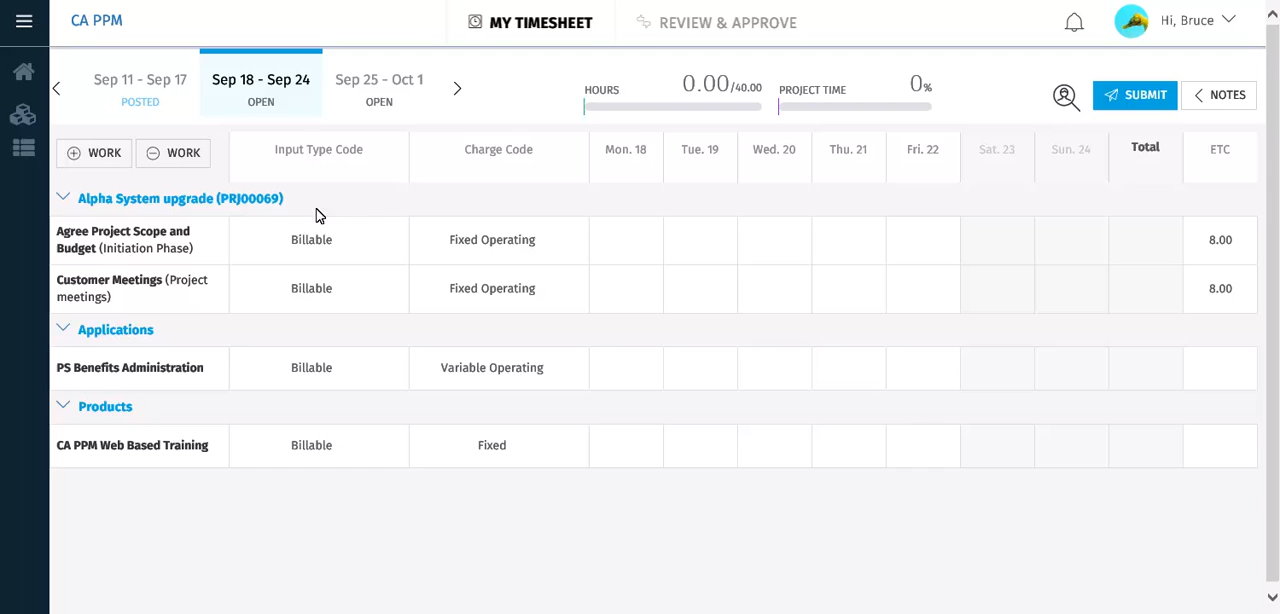 CA PPM
MY TIMESHEET
REVIEW & APPROVE
Hi, Bruce
Sep 11 - Sep 17
POSTED
Sep 18 - Sep 24
OPEN
Sep 25 - Oct 1
OPEN
HOURS 0.00/40.00
PROJECT TIME 0%
SUBMIT
NOTES
WORK WORK
Input Type Code Charge Code Mon. 18 Tue. 19 Wed. 20 Thu. 21 Fri. 22 Sat. 23 Sun. 24 Total ETC
Alpha System upgrade (PRJ00069)
Agree Project Scope and
Budget (Initiation Phase)
Billable Fixed Operating 8.00
Customer Meetings (Project
meetings)
Billable Fixed Operating 8.00
Applications
PS Benefits Administration Billable Variable Operating
Products
CA PPM Web Based Training Billable Fixed